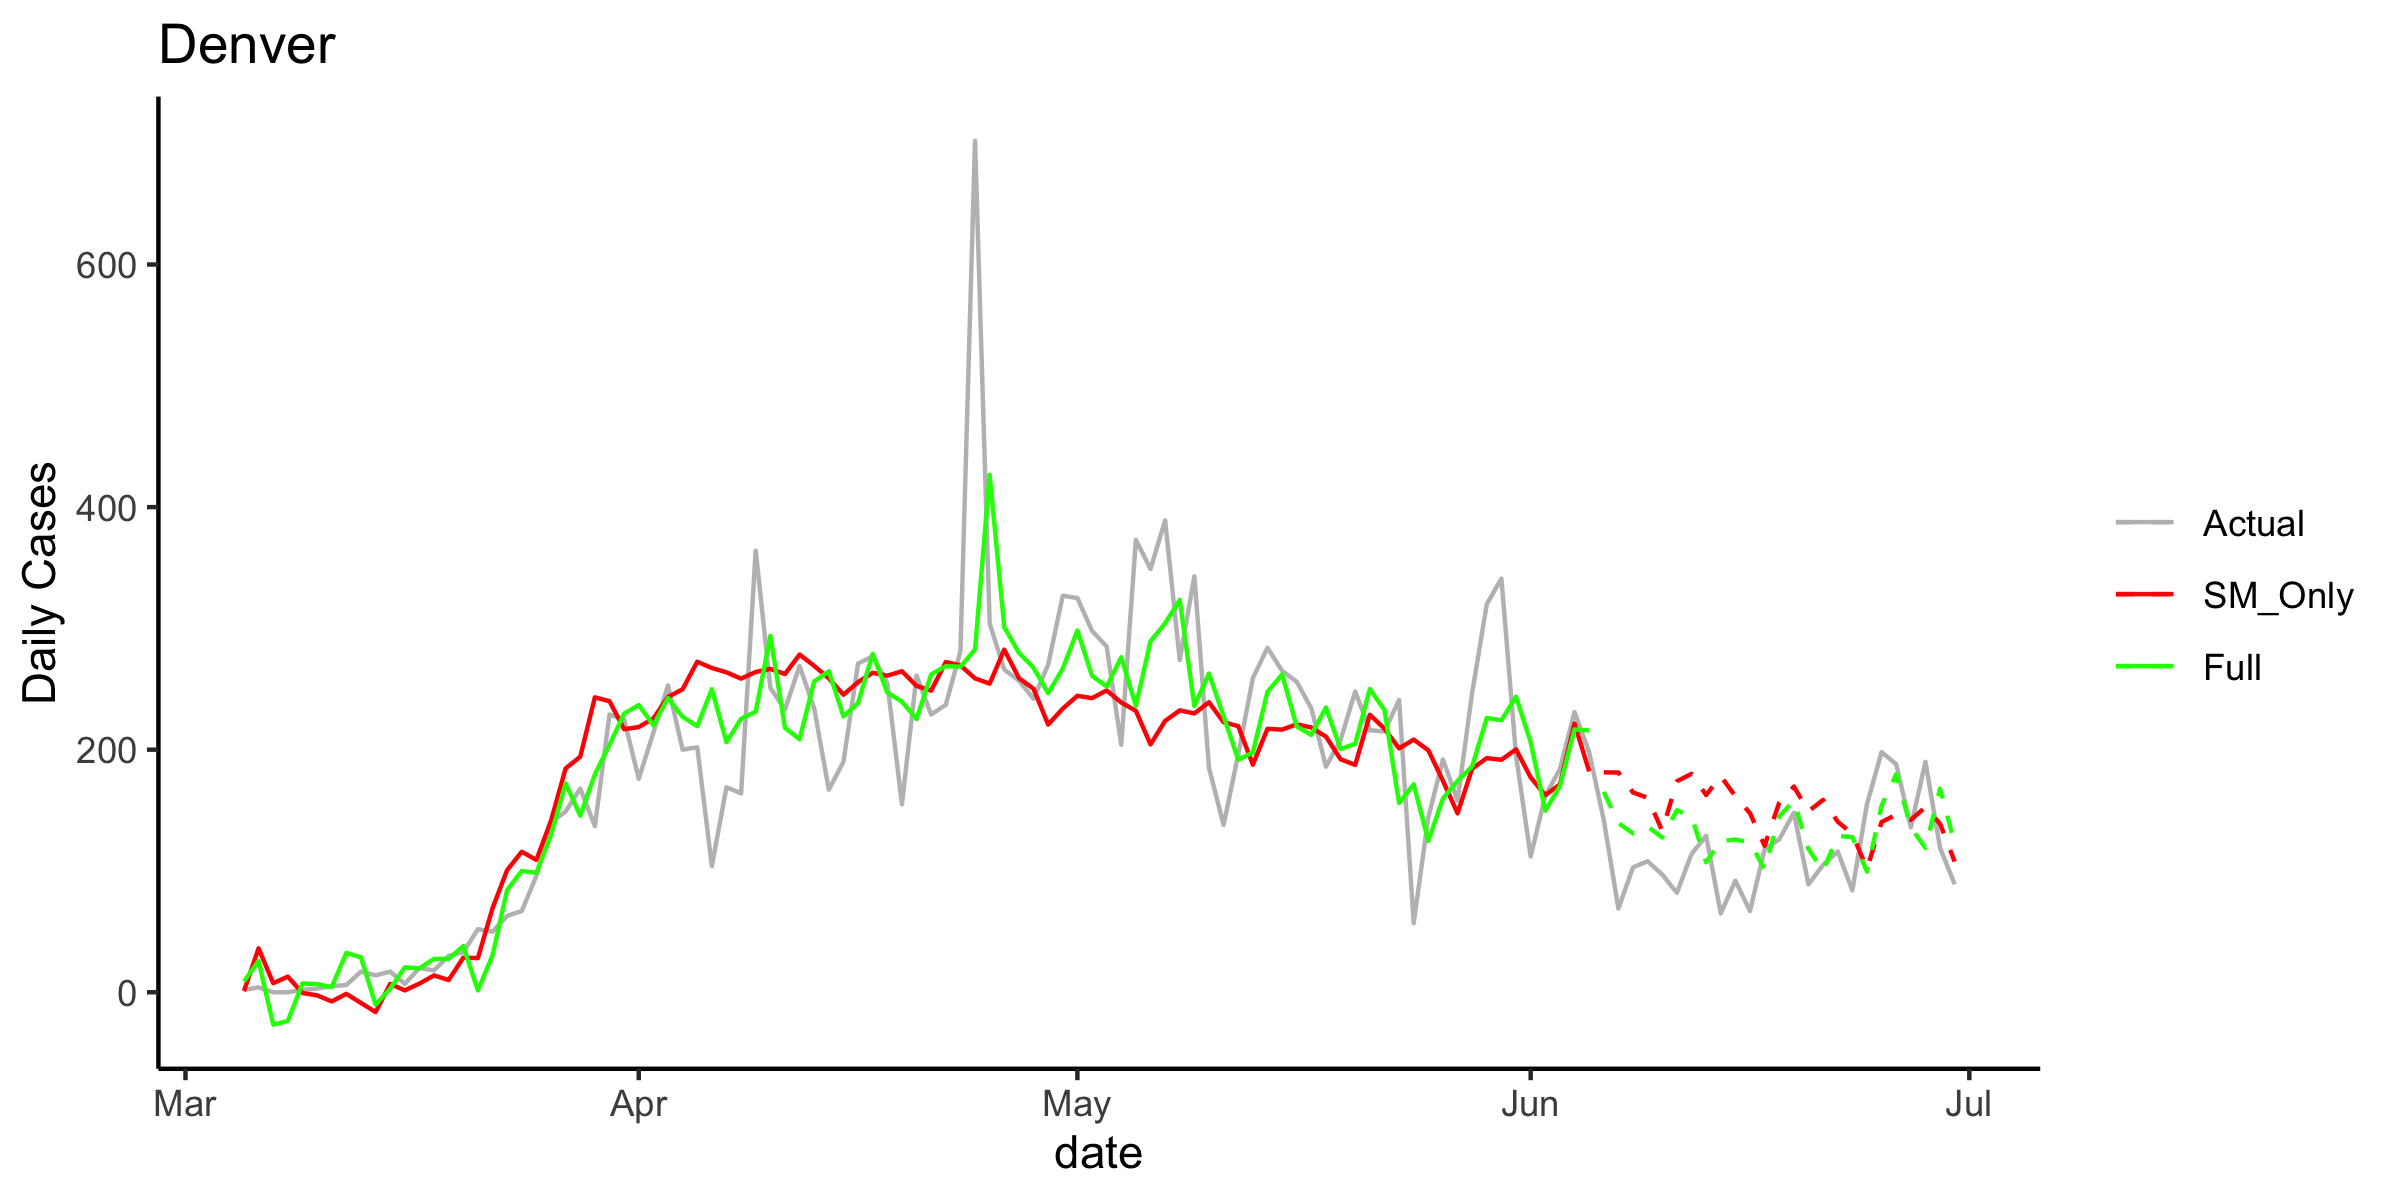 Denver
Daily Cases
600
400
200
0
Mar Apr May Jun Jul
date
Actual
SM_Only
Full